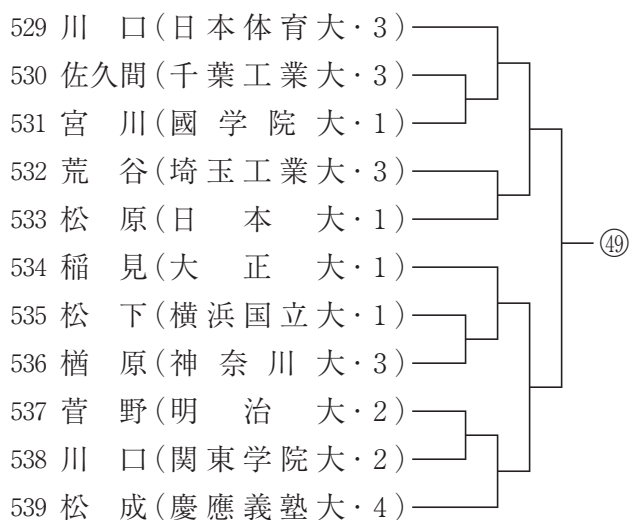 529 川口(日本体育大・3)
530 佐久間(千葉工業大・3)
531 宮川(國学院大・1)
532 荒谷(埼玉工業大・3)
533 松原(日本大・1)
㊾
534 稲見(大正大・1)
535 松下(横浜国立大・1)
536 楢原(神奈川大・3)
537 菅野(明治大・2)
538 川口(関東学院大・2)
539 松成(慶應義塾大・4)